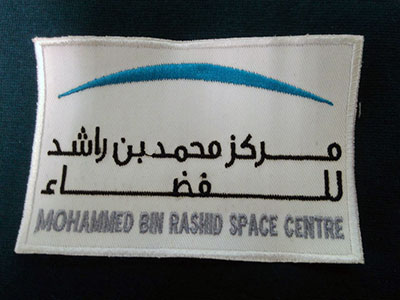 مركز محمد بن راشد
للفضاء
MOHAMMED BIN RASHID SPACE CENTRE